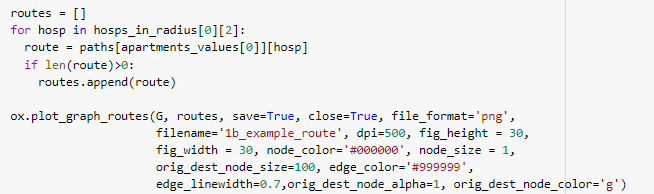 routes = []
for hosp in hosps_in_radius[0][2]:
  route = paths[apartments_values[0]][hosp]
  if len(route)>0:
    routes.append(route)

ox.plot_graph_routes(G, routes, save=True, close=True, file_format='png',
                     filename='1b_example_route', dpi=500, fig_height = 30,
                     fig_width = 30, node_color='#000000', node_size = 1,
                     orig_dest_node_size=100, edge_color='#999999',
                     edge_linewidth=0.7,orig_dest_node_alpha=1, orig_dest_node_color='g')